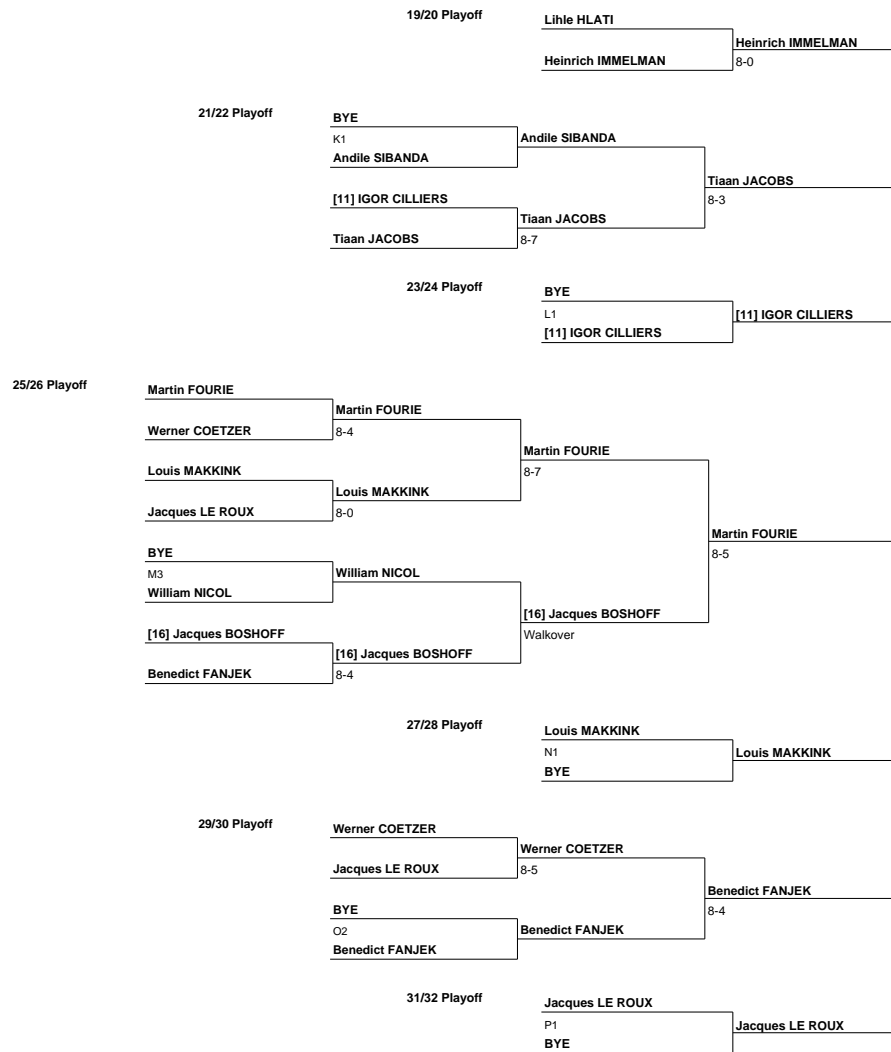 19/20 Playoff
Lihle HLATI
Heinrich IMMELMAN
Heinrich IMMELMAN
8-0
21/22 Playoff
BYE
K1
Andile SIBANDA
Andile SIBANDA
[11] IGOR CILLIERS
Tiaan JACOBS
Tiaan JACOBS
8-7
Tiaan JACOBS
8-3
23/24 Playoff
BYE
L1
[11] IGOR CILLIERS
[11] IGOR CILLIERS
25/26 Playoff
Martin FOURIE
Werner COETZER
Martin FOURIE
8-4
Louis MAKKINK
Jacques LE ROUX
Louis MAKKINK
8-0
Martin FOURIE
8-7
BYE
M3
William NICOL
William NICOL
[16] Jacques BOSHOFF
Benedict FANJEK
[16] Jacques BOSHOFF
8-4
[16] Jacques BOSHOFF
Walkover
Martin FOURIE
8-5
27/28 Playoff
Louis MAKKINK
N1
BYE
Louis MAKKINK
29/30 Playoff
Werner COETZER
Jacques LE ROUX
Werner COETZER
8-5
BYE
O2
Benedict FANJEK
Benedict FANJEK
Benedict FANJEK
8-4
31/32 Playoff
Jacques LE ROUX
P1
BYE
Jacques LE ROUX